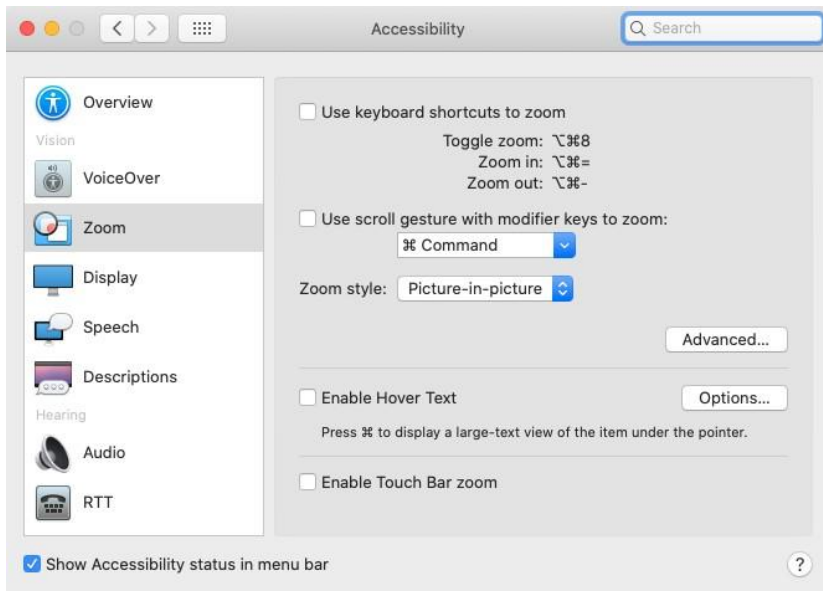 Accessibility
Search
Overview
Vision
VoiceOver
Zoom
Display
Speech
Descriptions
Hearing
Audio
RTT
Use keyboard shortcuts to zoom
Toggle zoom: ⌥⌘8
Zoom in: ⌥⌘=
Zoom out: ⌥⌘-
Use scroll gesture with modifier keys to zoom:
⌘ Command
Zoom style: Picture-in-picture
Advanced...
Enable Hover Text Options...
Press ⌘ to display a large-text view of the item under the pointer.
Enable Touch Bar zoom
Show Accessibility status in menu bar
?